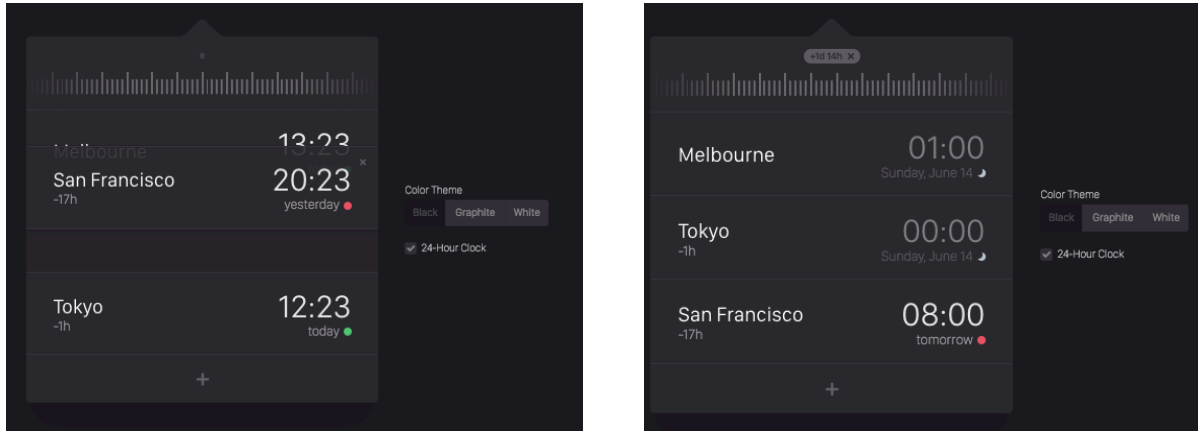 Melbourne 13:23
San Francisco 20:23 ×
-17h yesterday
Tokyo 12:23
-1h today
+
Color Theme
Black Graphite White
24-Hour Clock
+1d 14h ×
Melbourne 01:00
Sunday, June 14
Tokyo 00:00
-1h Sunday, June 14
San Francisco 08:00
-17h tomorrow
+
Color Theme
Black Graphite White
24-Hour Clock